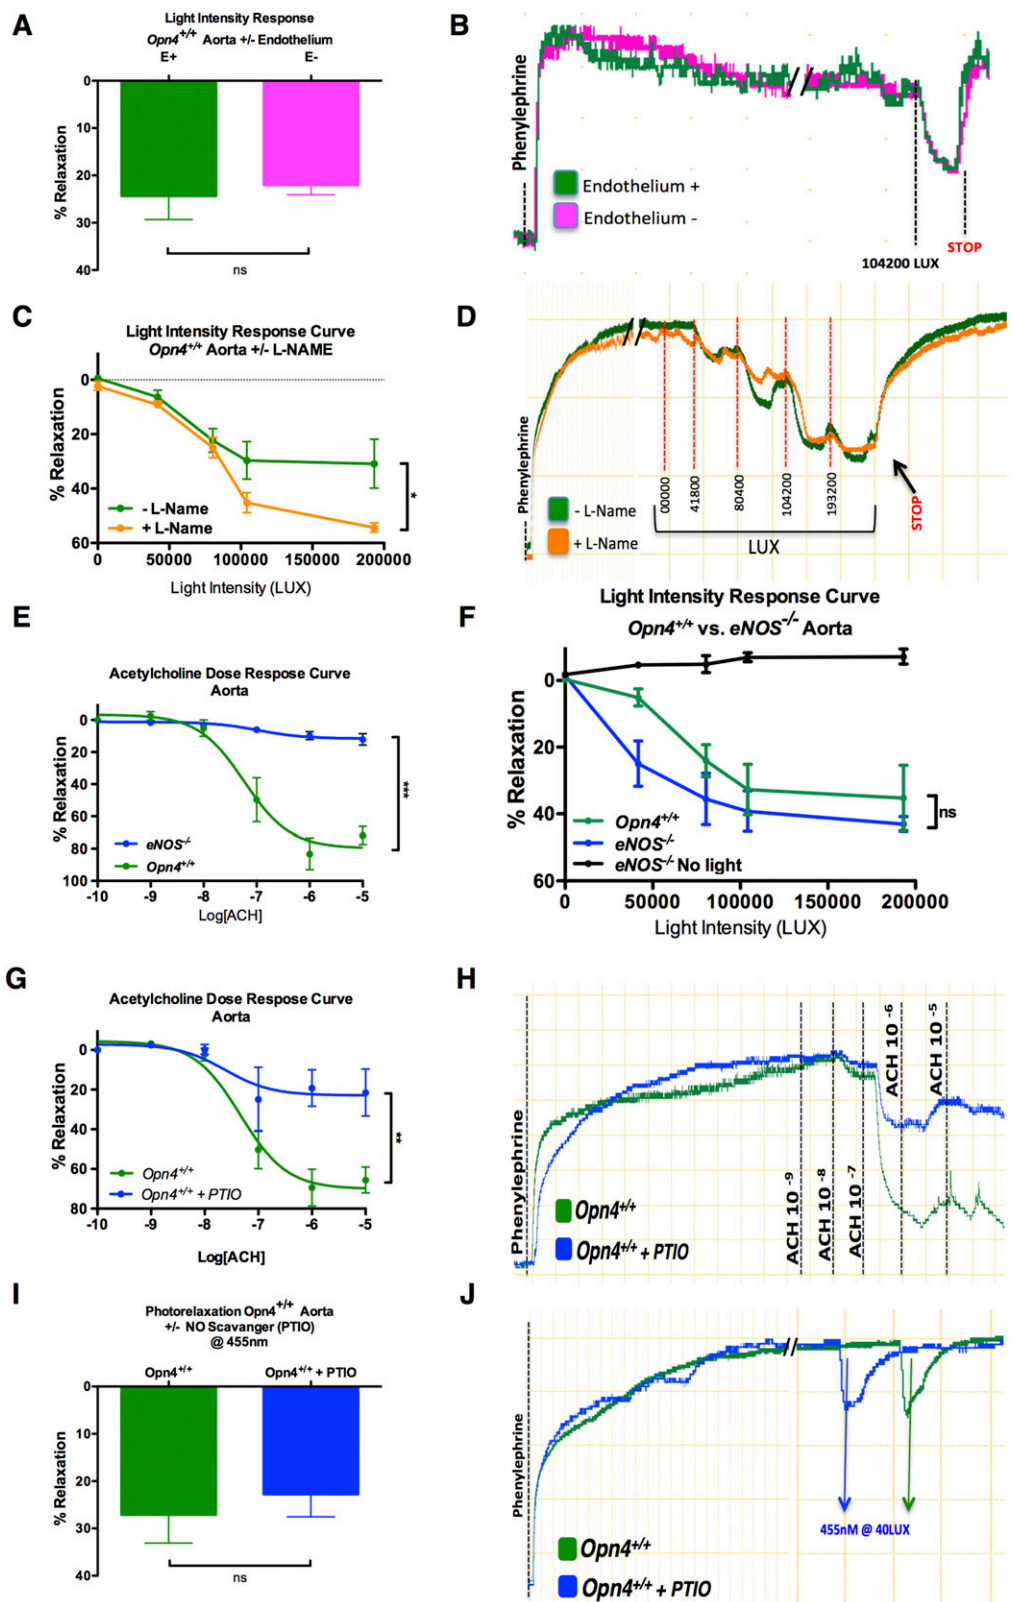 A
Light Intensity Response
Opn4+/+ Aorta +/- Endothelium
E+ E-
0
10
20
30
40
% Relaxation
ns
B
Phenylephrine
Endothelium +
Endothelium -
104200 LUX
STOP
C
Light Intensity Response Curve
Opn4+/+ Aorta +/- L-NAME
0
20
40
60
% Relaxation
- L-Name
+ L-Name
*
0 50000 100000 150000 200000
Light Intensity (LUX)
D
Phenylephrine
- L-Name
+ L-Name
00000
41800
80400
104200
193200
LUX
STOP
E
Acetylcholine Dose Respose Curve
Aorta
0
20
40
60
80
100
% Relaxation
eNOS-/-
Opn4+/+
***
-10 -9 -8 -7 -6 -5
Log[ACH]
F
Light Intensity Response Curve
Opn4+/+ vs. eNOS-/- Aorta
0
20
40
60
% Relaxation
Opn4+/+
eNOS-/-
eNOS-/- No light
ns
0 50000 100000 150000 200000
Light Intensity (LUX)
G
Acetylcholine Dose Respose Curve
Aorta
0
20
40
60
80
% Relaxation
Opn4+/+
Opn4+/+ + PTIO
**
-10 -9 -8 -7 -6 -5
Log[ACH]
H
Phenylephrine
Opn4+/+
Opn4+/+ + PTIO
ACH 10 -9
ACH 10 -8
ACH 10 -7
ACH 10 -6
ACH 10 -5
I
Photorelaxation Opn4+/+ Aorta
+/- NO Scavanger (PTIO)
@ 455nm
Opn4+/+ Opn4+/+ + PTIO
0
10
20
30
40
% Relaxation
ns
J
Phenylephrine
455nM @ 40LUX
Opn4+/+
Opn4+/+ + PTIO